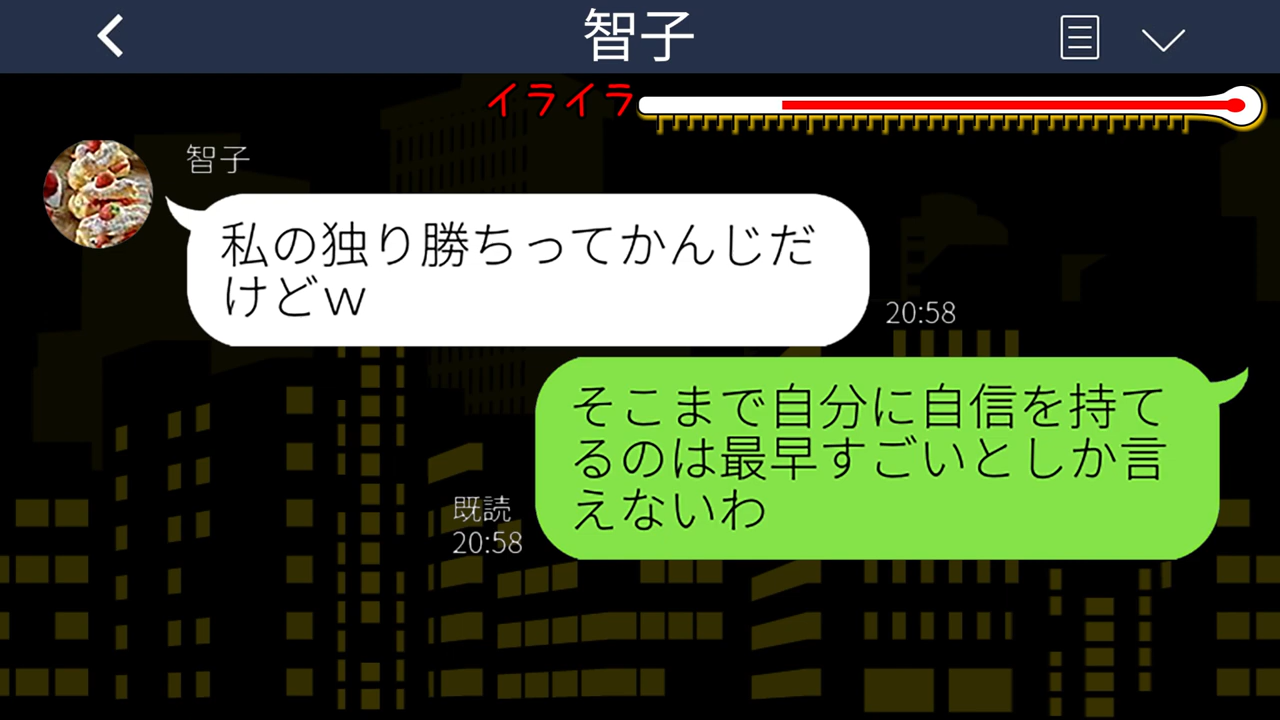 智子
イライラ
智子
私の独り勝ちってかんじだ
けどｗ
20:58
そこまで自分に自信を持て
るのは最早すごいとしか言
えないわ
既読
20:58